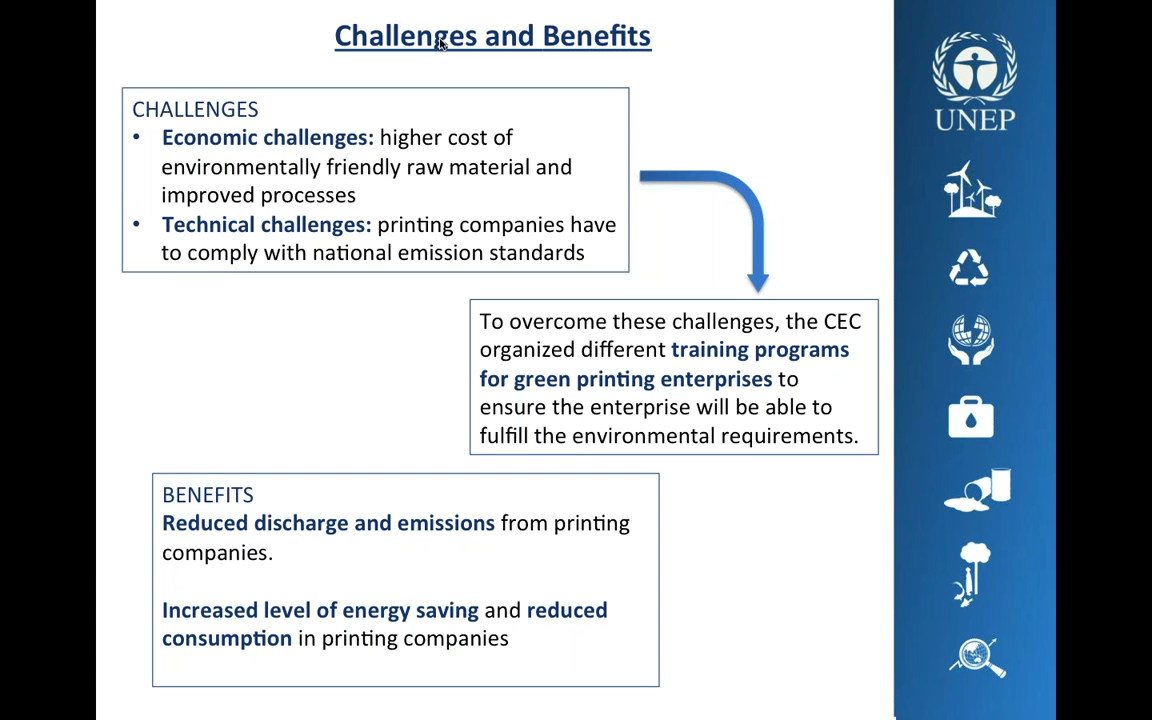 Challenges and Benefits
UNEP
CHALLENGES
• Economic challenges: higher cost of
environmentally friendly raw material and
improved processes
• Technical challenges: printing companies have
to comply with national emission standards
To overcome these challenges, the CEC
organized different training programs
for green printing enterprises to
ensure the enterprise will be able to
fulfill the environmental requirements.
BENEFITS
Reduced discharge and emissions from printing
companies.
Increased level of energy saving and reduced
consumption in printing companies